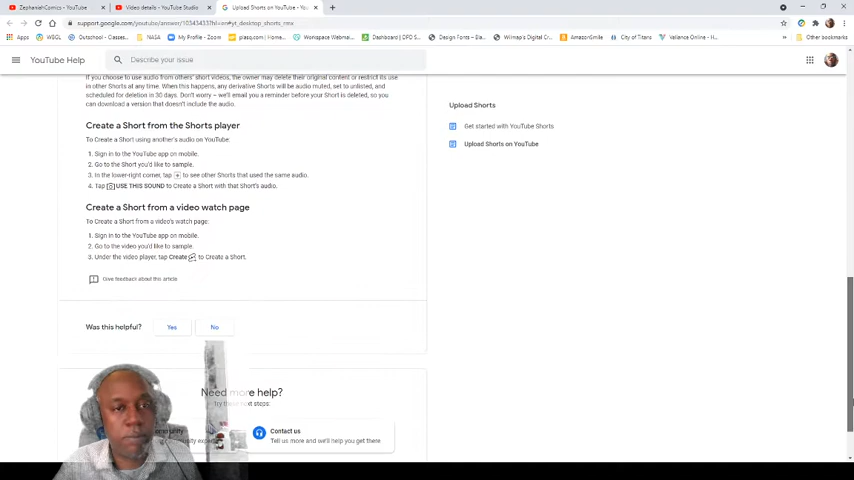 ZephaniahComics - YouTube
Video details - YouTube Studio
Upload Shorts on YouTube - Yo
support.google.com/youtube/answer/10343433?hl=en#yt_desktop_shorts_rmx
Apps
WBGL
Outschool - Classes...
NASA
My Profile - Zoom
plasq.com | Home...
Workspace Webmai...
Dashboard | DPD S...
Design Fonts – Big...
Wilmap's Digital Cr...
AmazonSmile
City of Titans
Valiance Online - H...
Other bookmarks
YouTube Help
Describe your issue
If you choose to use audio from others' short videos, the owner may delete their original content or restrict its use
in other Shorts at any time. When this happens, any derivative Shorts will be audio muted, set to unlisted, and
scheduled for deletion in 30 days. Don't worry – we'll email you a reminder before your Short is deleted, so you
can download a version that doesn't include the audio.
Create a Short from the Shorts player
To Create a Short using another's audio on YouTube:
1. Sign in to the YouTube app on mobile.
2. Go to the Short you'd like to sample.
3. In the lower-right corner, tap to see other Shorts that used the same audio.
4. Tap USE THIS SOUND to Create a Short with that Short's audio.
Create a Short from a video watch page
To Create a Short from a video's watch page:
1. Sign in to the YouTube app on mobile.
2. Go to the video you'd like to sample.
3. Under the video player, tap Create to Create a Short.
Give feedback about this article
Was this helpful?
Yes
No
Upload Shorts
Get started with YouTube Shorts
Upload Shorts on YouTube
Need more help?
next steps:
Contact us
Tell us more and we'll help you get there